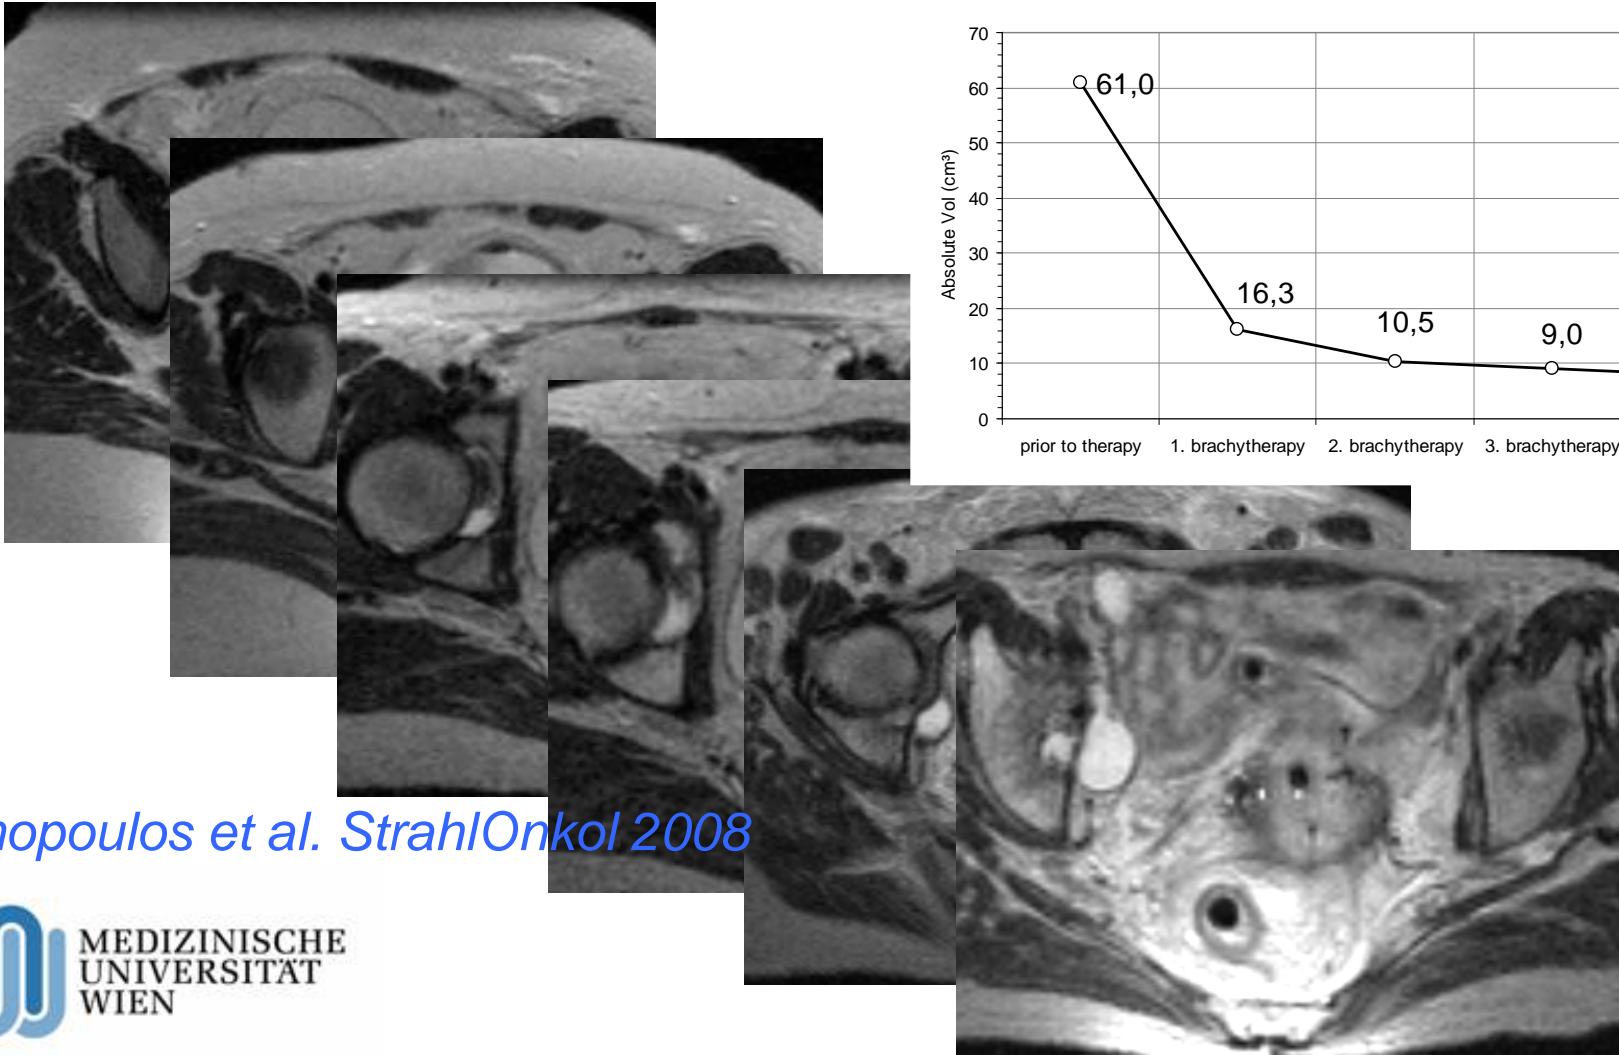 70
60
50
40
30
20
10
0
Absolute Vol (cm³)
61,0
16,3
10,5
9,0
prior to therapy
1. brachytherapy
2. brachytherapy
3. brachytherapy
nopoulos et al. StrahlOnkol 2008
MEDIZINISCHE
UNIVERSITÄT
WIEN